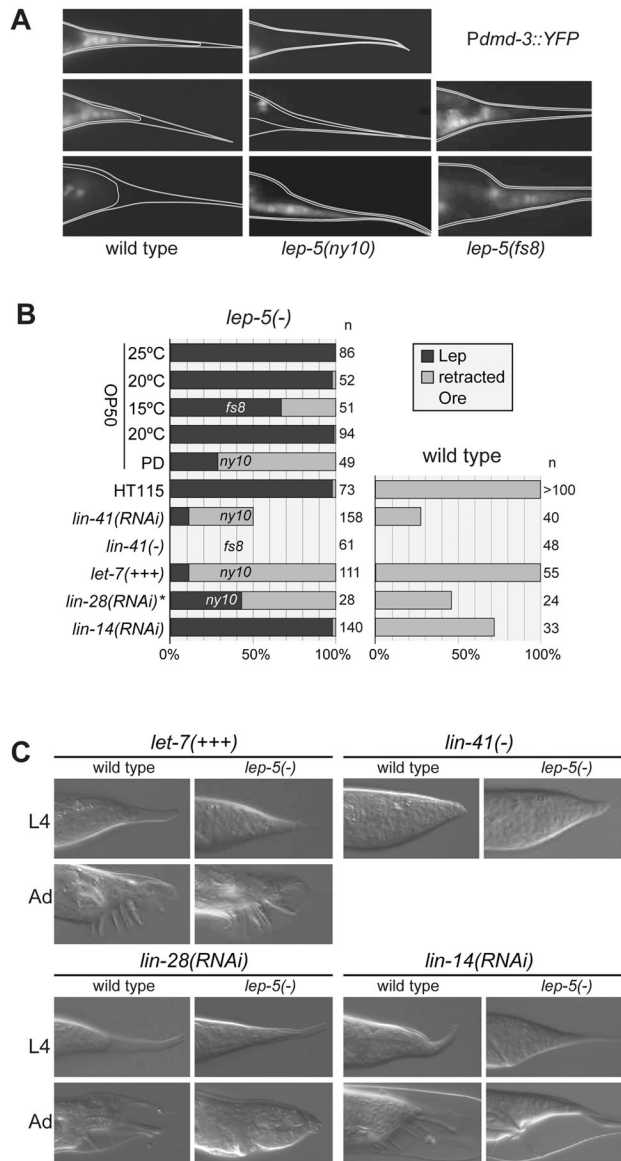 A
Pdmd-3::YFP
wild type
lep-5(ny10)
lep-5(fs8)
B
lep-5(-)
n
OP50
25ºC
86
20ºC
52
15ºC
fs8
51
20ºC
94
PD
ny10
49
HT115
73
lin-41(RNAi)
ny10
158
lin-41(-)
fs8
61
let-7(+++)
ny10
111
lin-28(RNAi)*
ny10
28
lin-14(RNAi)
140
0%
50%
100%
Lep
retracted
Ore
wild type
n
>100
40
48
55
24
33
0%
50%
100%
C
let-7(+++)
lin-41(-)
wild type
lep-5(-)
wild type
lep-5(-)
L4
Ad
lin-28(RNAi)
lin-14(RNAi)
wild type
lep-5(-)
wild type
lep-5(-)
L4
Ad